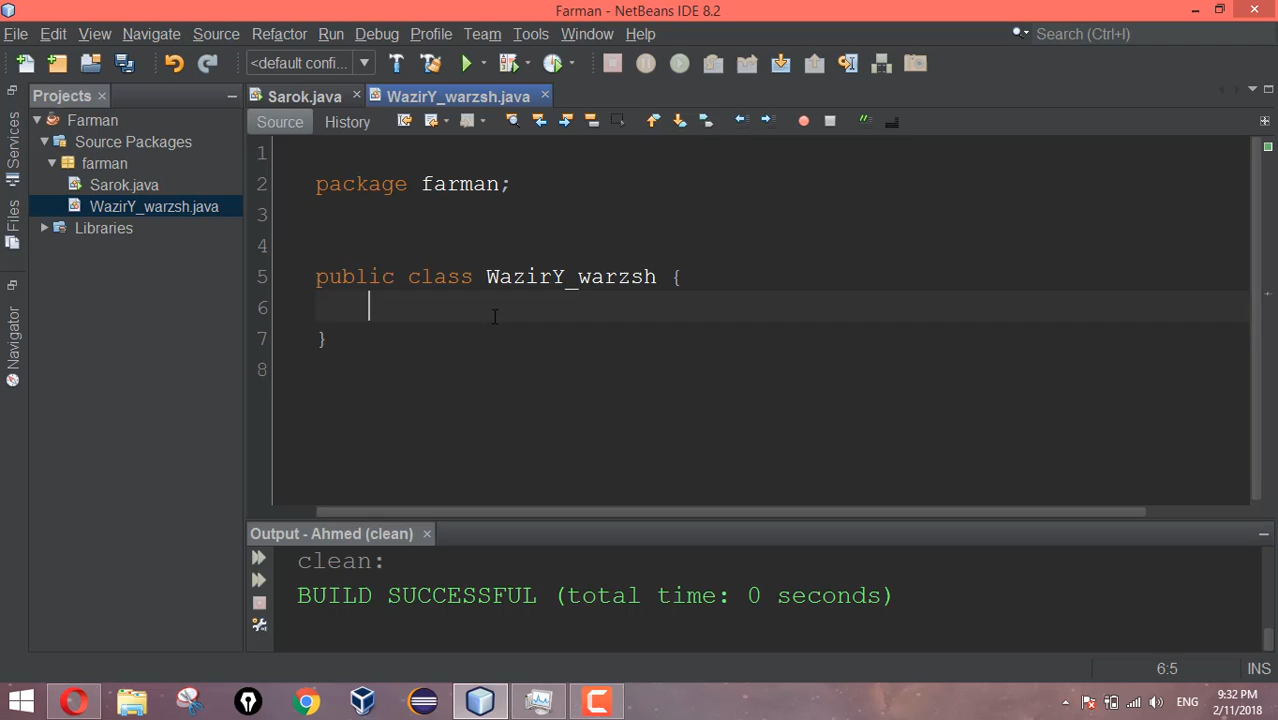 Farman - NetBeans IDE 8.2
File Edit View Navigate Source Refactor Run Debug Profile Team Tools Window Help
Search (Ctrl+I)
<default confi...
Projects
Sarok.java
WazirY_warzsh.java
Services
Files
Navigator
Farman
Source Packages
farman
Sarok.java
WazirY_warzsh.java
Libraries
Source History
1
2 package farman;
3
4
5 public class WazirY_warzsh {
6
7 }
8
Output - Ahmed (clean)
clean:
BUILD SUCCESSFUL (total time: 0 seconds)
6:5 INS
ENG
9:32 PM
2/11/2018